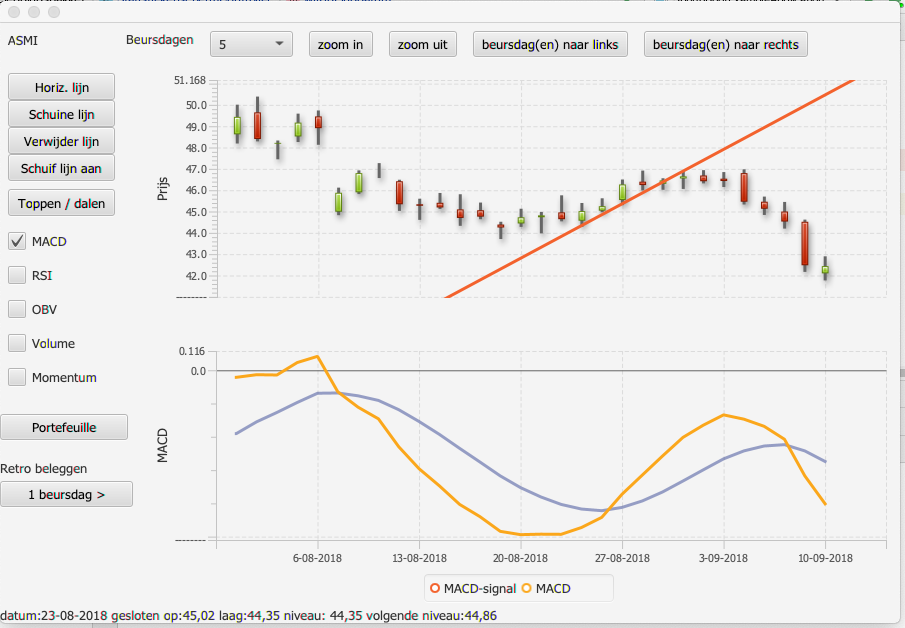 ASMI
Beursdagen
5
zoom in
zoom uit
beursdag(en) naar links
beursdag(en) naar rechts
Horiz. lijn
Schuine lijn
Verwijder lijn
Schuif lijn aan
Toppen / dalen
MACD
RSI
OBV
Volume
Momentum
Portefeuille
Retro beleggen
1 beursdag >
Prijs
51.168
50.0
49.0
48.0
47.0
46.0
45.0
44.0
43.0
42.0
--------
MACD
0.116
0.0
--------
6-08-2018 13-08-2018 20-08-2018 27-08-2018 3-09-2018 10-09-2018
MACD-signal MACD
datum:23-08-2018 gesloten op:45,02 laag:44,35 niveau: 44,35 volgende niveau:44,86